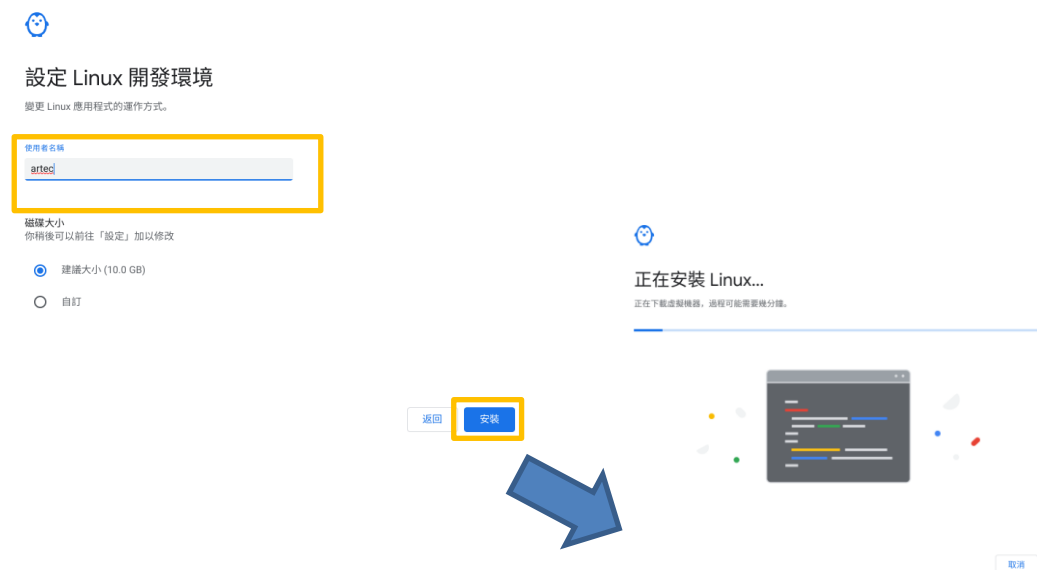 設定 Linux 開發環境
變更 Linux 應用程式的運作方式。
使用者名稱
artec
磁碟大小
你稍後可以前往「設定」加以修改
建議大小 (10.0 GB)
自訂
返回
安裝
正在安裝 Linux...
正在下載虛擬機器，過程可能需要幾分鐘。
取消